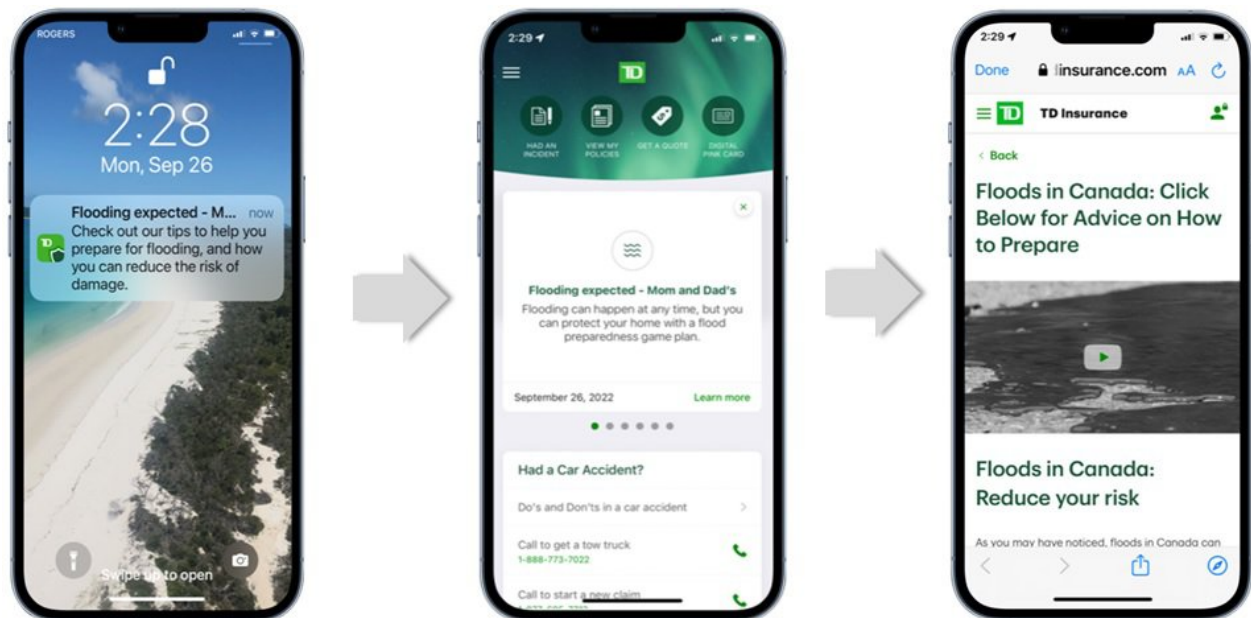 ROGERS
2:28
Mon, Sep 26
Flooding expected - M... now
Check out our tips to help you
prepare for flooding, and how
you can reduce the risk of
damage.
Swipe up to open
2:29
TD
HAD AN
INCIDENT
VIEW MY
POLICIES
GET A QUOTE
DIGITAL
PINK CARD
Flooding expected - Mom and Dad's
Flooding can happen at any time, but you
can protect your home with a flood
preparedness game plan.
September 26, 2022 Learn more
Had a Car Accident?
Do's and Don'ts in a car accident
Call to get a tow truck
1-888-773-7022
Call to start a new claim
2:29
Done insurance.com AA
TD TD Insurance
< Back
Floods in Canada: Click
Below for Advice on How
to Prepare
Floods in Canada:
Reduce your risk
As you may have noticed, floods in Canada can